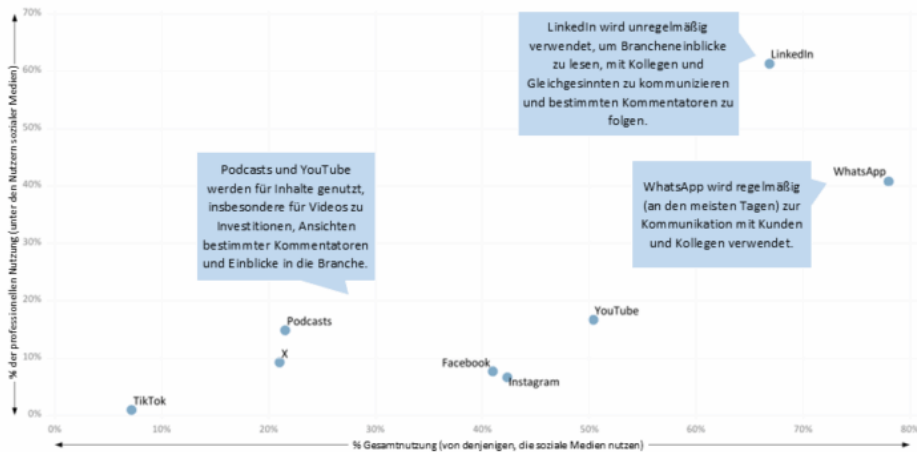 70%
LinkedIn wird unregelmäßig
verwendet, um Brancheneinblicke
zu lesen, mit Kollegen und
Gleichgesinnten zu kommunizieren
und bestimmten Kommentatoren zu
folgen.
LinkedIn
60%
50%
Podcasts und YouTube
werden für Inhalte genutzt,
insbesondere für Videos zu
Investitionen, Ansichten
bestimmter Kommentatoren
und Einblicke in die Branche.
WhatsApp wird regelmäßig
(an den meisten Tagen) zur
Kommunikation mit Kunden
und Kollegen verwendet.
WhatsApp
40%
30%
20%
Podcasts
YouTube
10%
X
Facebook
Instagram
TikTok
0%
% der professionellen Nutzung (unter den Nutzern sozialer Medien)
0% 10% 20% 30% 40% 50% 60% 70% 80%
% Gesamtnutzung (von denjenigen, die soziale Medien nutzen)